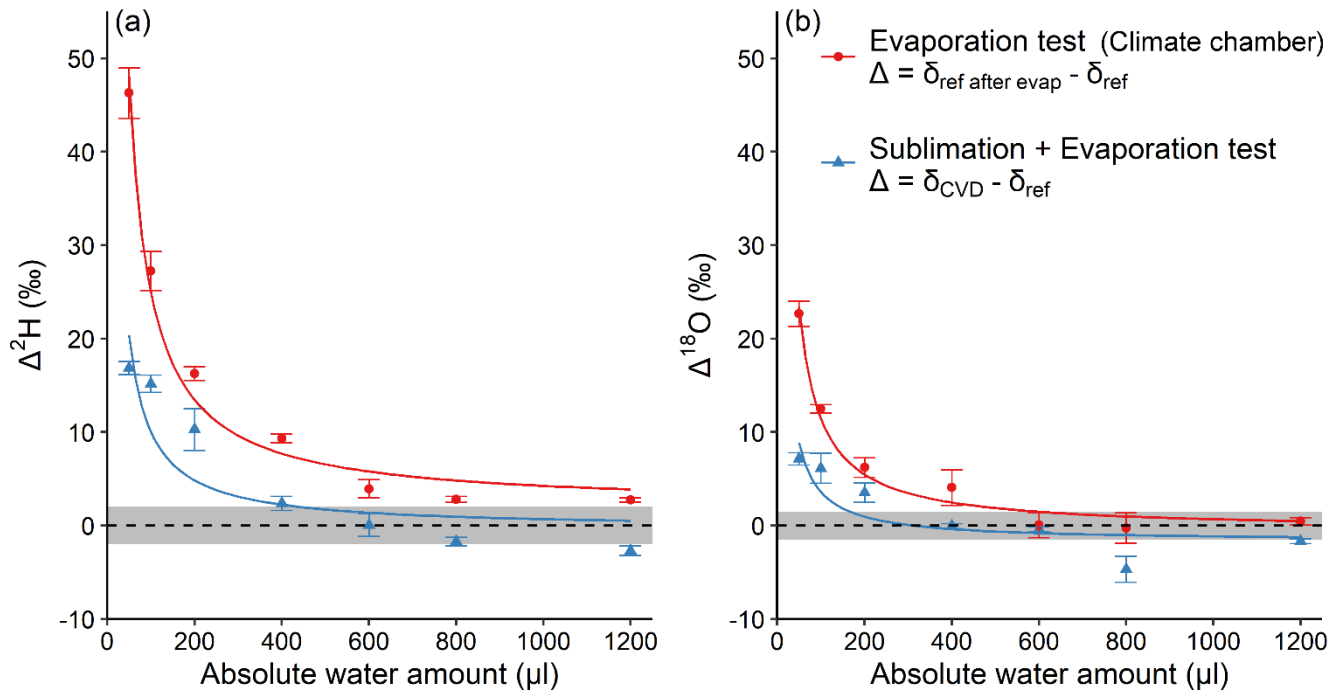 (a)
50
40
30
20
10
0
-10
Δ²H (‰)
0 200 400 600 800 1000 1200
Absolute water amount (µl)
(b)
Evaporation test (Climate chamber)
Δ = δref after evap - δref
Sublimation + Evaporation test
Δ = δCVD - δref
50
40
30
20
10
0
-10
Δ¹⁸O (‰)
0 200 400 600 800 1000 1200
Absolute water amount (µl)